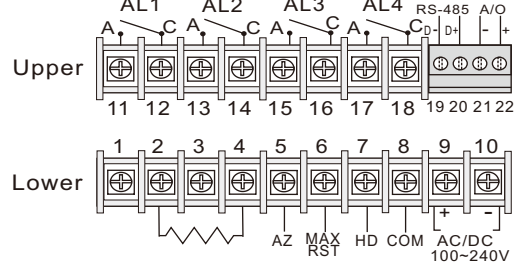 AL1 AL2 AL3 AL4 RS-485 A/O
A C A C A C A C D- D+ - +
Upper
11 12 13 14 15 16 17 18 19 20 21 22
1 2 3 4 5 6 7 8 9 10
Lower
+ -
AZ MAX RST HD COM AC/DC
100~240V